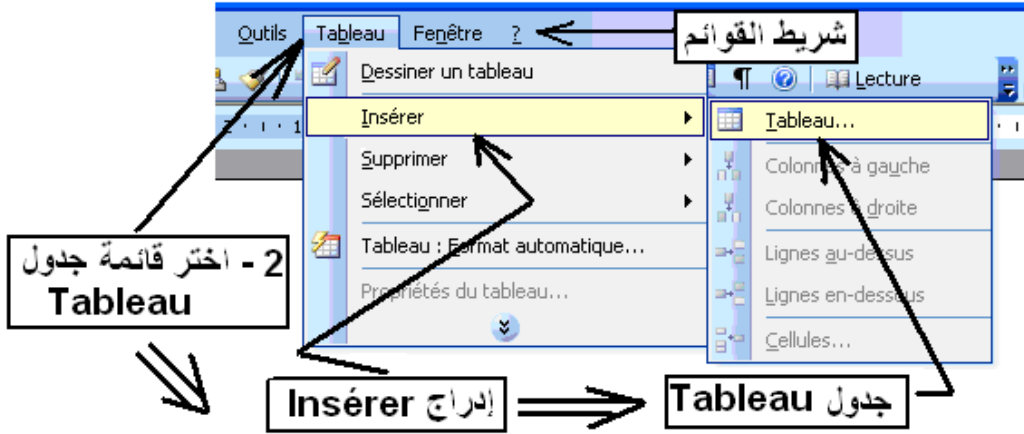 Outils Tableau Fenêtre ?
شريط القوائم
Dessiner un tableau
¶ Lecture
Insérer
Tableau...
Supprimer
Colonnes à gauche
Sélectionner
Colonnes à droite
Tableau : Format automatique...
Lignes au-dessus
Propriétés du tableau...
Lignes en-dessous
Cellules...
2 - اختر قائمة جدول
Tableau
إدراج Insérer
جدول Tableau